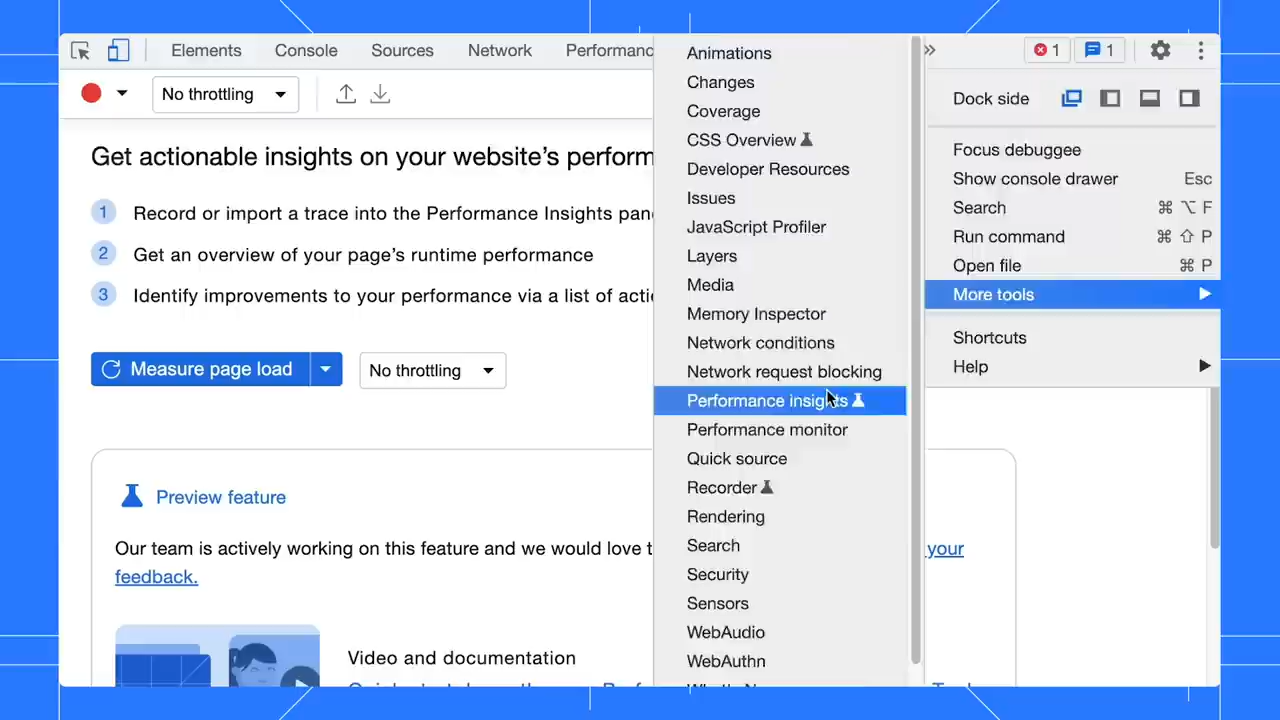 Elements Console Sources Network Performanc
1 1
No throttling
Get actionable insights on your website's perform
1 Record or import a trace into the Performance Insights pan
2 Get an overview of your page's runtime performance
3 Identify improvements to your performance via a list of actio
Measure page load No throttling
Preview feature
Our team is actively working on this feature and we would love t
your
feedback.
Video and documentation
Animations
Changes
Coverage
CSS Overview
Developer Resources
Issues
JavaScript Profiler
Layers
Media
Memory Inspector
Network conditions
Network request blocking
Performance insights
Performance monitor
Quick source
Recorder
Rendering
Search
Security
Sensors
WebAudio
WebAuthn
Dock side
Focus debuggee
Show console drawer Esc
Search ⌘ ⌥ F
Run command ⌘ ⇧ P
Open file ⌘ P
More tools
Shortcuts
Help